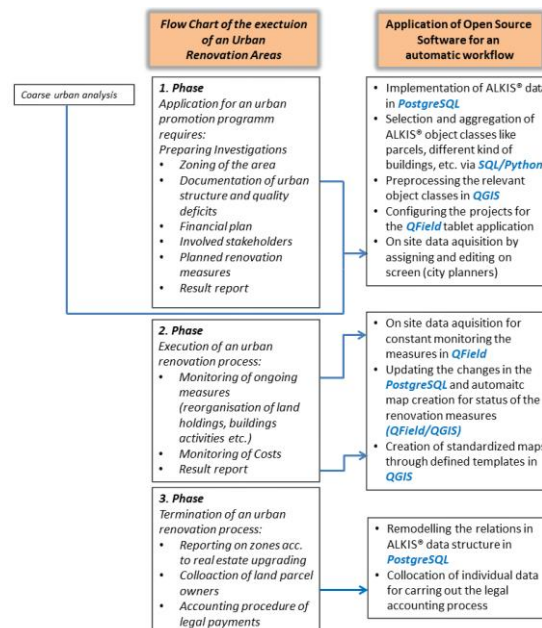 Flow Chart of the exectuion
of an Urban
Renovation Areas
Application of Open Source
Software for an
automatic workflow
Coarse urban analysis
1. Phase
Application for an urban
promotion programm
requires:
Preparing Investigations
• Zoning of the area
• Documentation of urban
structure and quality
deficits
• Financial plan
• Involved stakeholders
• Planned renovation
measures
• Result report
• Implementation of ALKIS® data
in PostgreSQL
• Selection and aggregation of
ALKIS® object classes like
parcels, different kind of
buildings, etc. via SQL/Python
• Preprocessing the relevant
object classes in QGIS
• Configuring the projects for
the QField tablet application
• On site data aquisition by
assigning and editing on
screen (city planners)
2. Phase
Execution of an urban
renovation process:
• Monitoring of ongoing
measures
(reorganisation of land
holdings, buildings
activities etc.)
• Monitoring of Costs
• Result report
• On site data aquisition for
constant monitoring the
measures in QField
• Updating the changes in the
PostgreSQL and automaitc
map creation for status of the
renovation measures
(QField/QGIS)
• Creation of standardized maps
through defined templates in
QGIS
3. Phase
Termination of an urban
renovation process:
• Reporting on zones acc.
to real estate upgrading
• Colloaction of land parcel
owners
• Accounting procedure of
legal payments
• Remodelling the relations in
ALKIS® data structure in
PostgreSQL
• Collocation of individual data
for carring out the legal
accounting process